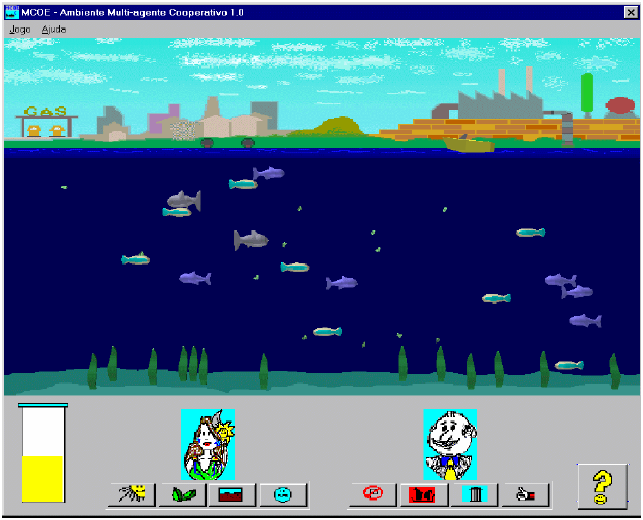 MCOE - Ambiente Multi-agente Cooperativo 1.0
Jogo Ajuda
GAS